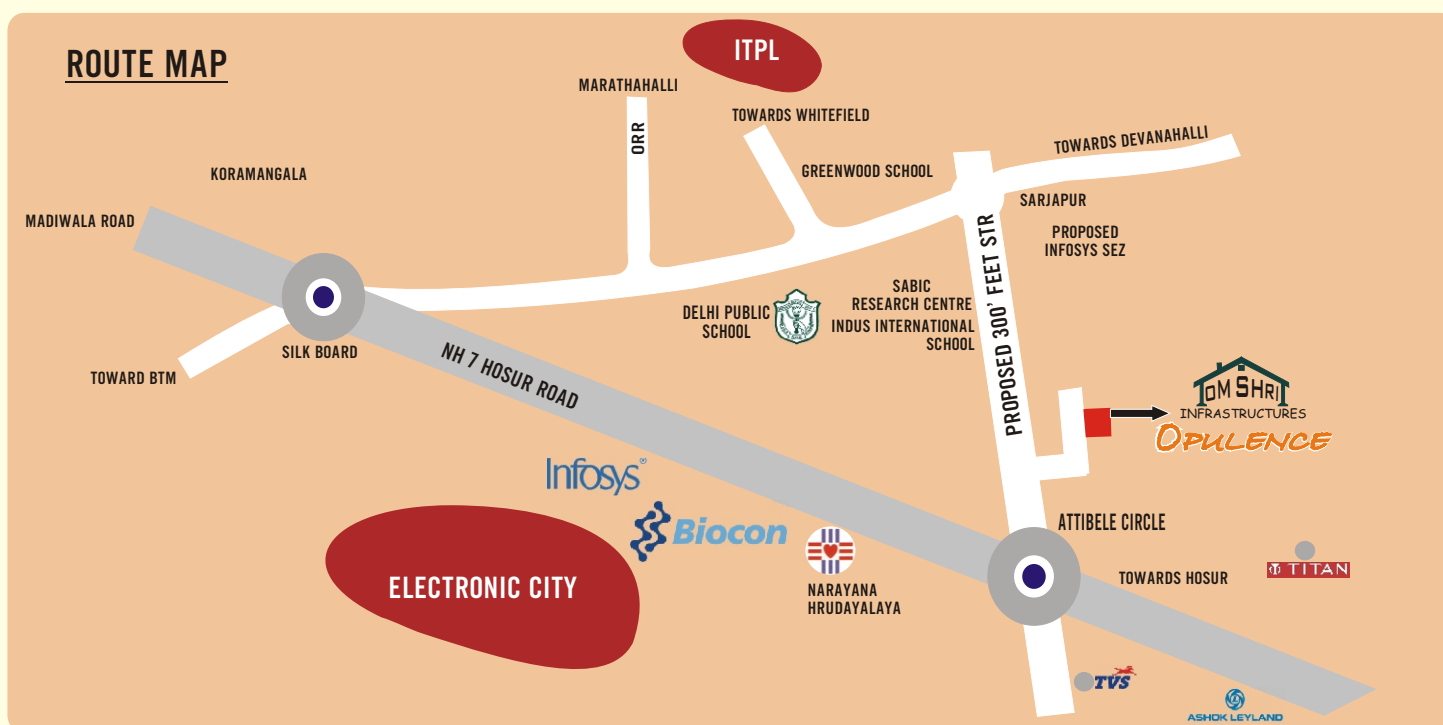 ROUTE MAP
ITPL
MARATHAHALLI
ORR
TOWARDS WHITEFIELD
GREENWOOD SCHOOL
TOWARDS DEVANAHALLI
KORAMANGALA
MADIWALA ROAD
SARJAPUR
PROPOSED
INFOSYS SEZ
PROPOSED 300' FEET STR
SABIC
RESEARCH CENTRE
INDUS INTERNATIONAL
SCHOOL
DELHI PUBLIC
SCHOOL
SILK BOARD
TOWARD BTM
NH 7 HOSUR ROAD
OM SHRI
INFRASTRUCTURES
OPULENCE
Infosys®
Biocon
ELECTRONIC CITY
NARAYANA
HRUDAYALAYA
ATTIBELE CIRCLE
TOWARDS HOSUR
TITAN
TVS
ASHOK LEYLAND